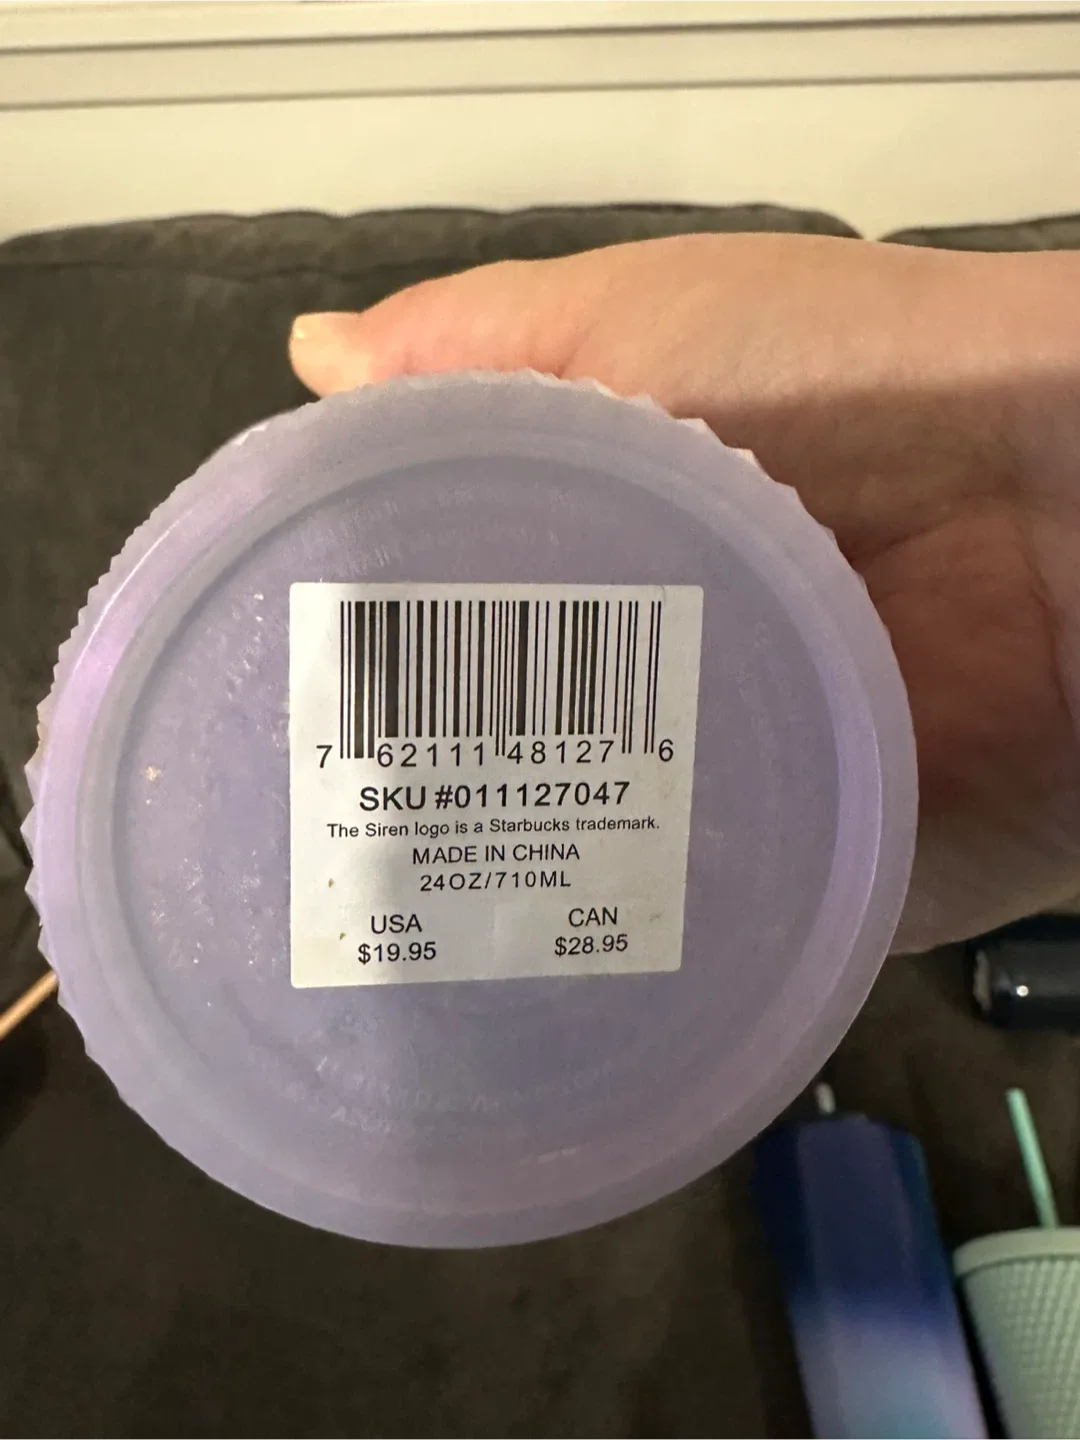 7 62111 48127 6
SKU #011127047
The Siren logo is a Starbucks trademark.
MADE IN CHINA
24OZ/710ML
USA CAN
$19.95 $28.95